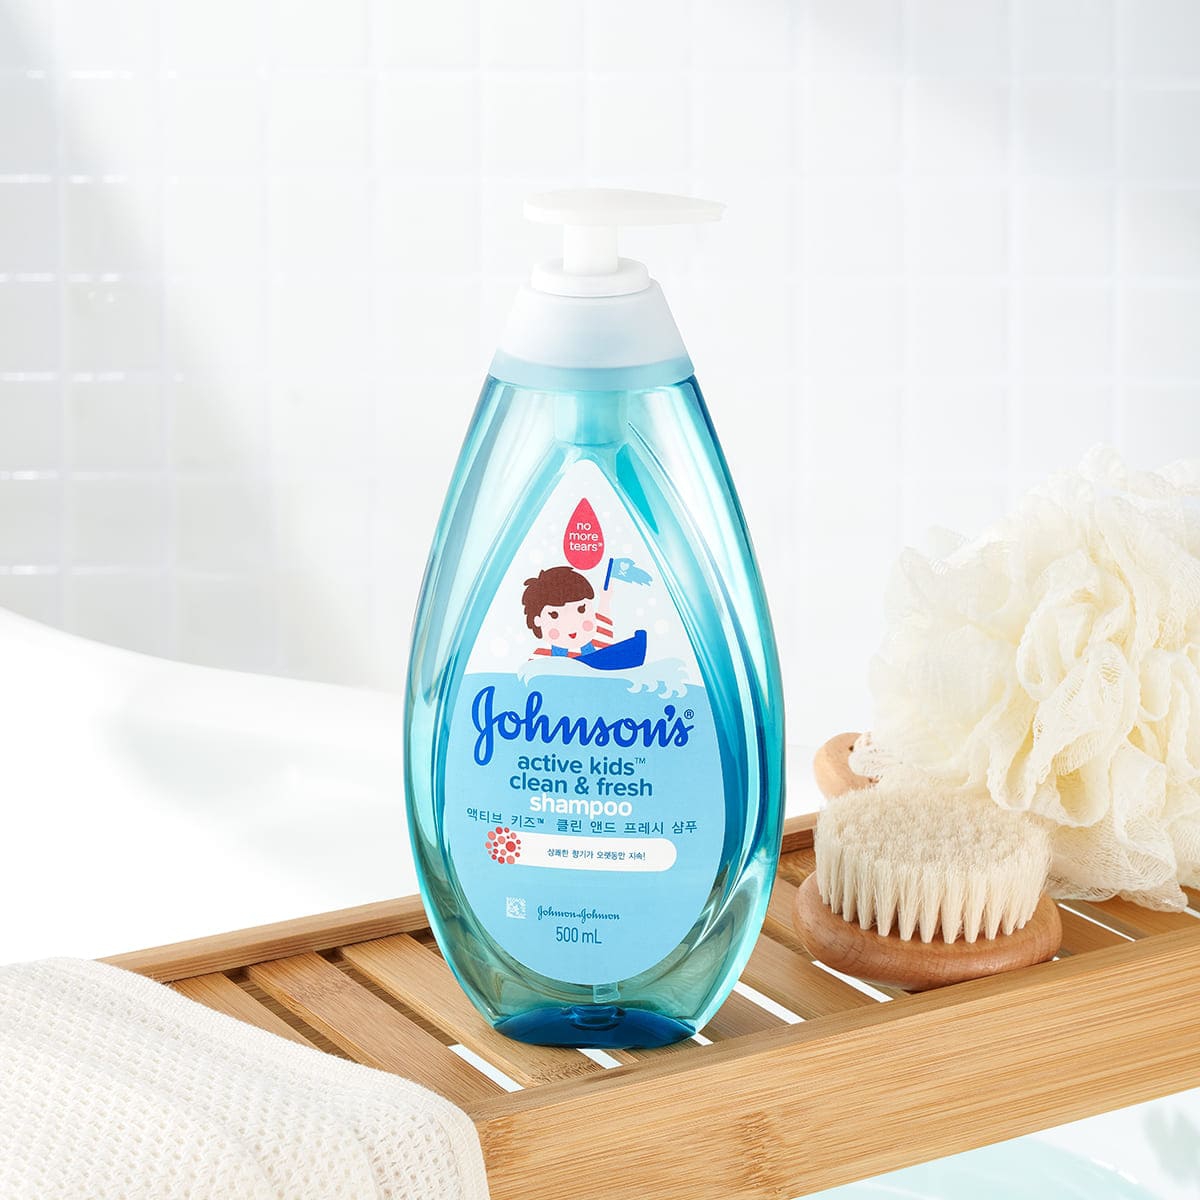 no
more
tears™
Johnson's®
active kids™
clean & fresh
shampoo
액티브 키즈™ 클린 앤드 프레시 샴푸
상쾌한 향기가 오랫동안 지속!
Johnson & Johnson
500 mL